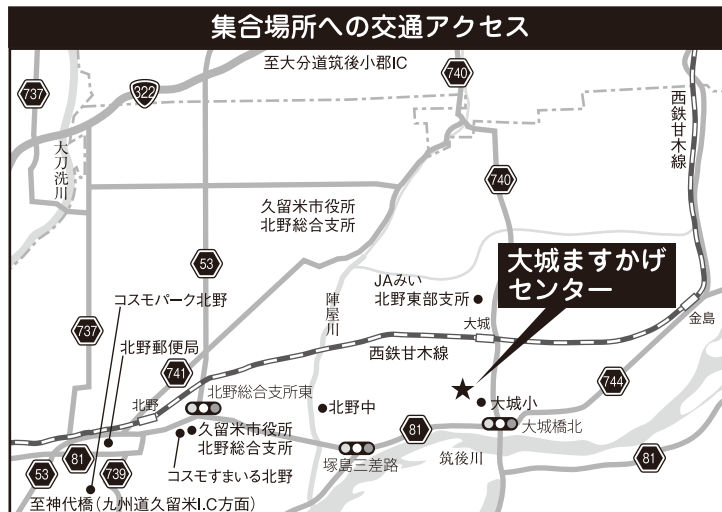 集合場所への交通アクセス
至大分道筑後小郡IC
737
322
740
西鉄甘木線
大刀洗川
740
久留米市役所
北野総合支所
53
大城ますかげ
センター
JAみい
北野東部支所
コスモパーク北野
陣屋川
大城
金島
737
北野郵便局
西鉄甘木線
741
北野総合支所東
744
北野
北野中
大城小
久留米市役所
北野総合支所
81
大城橋北
コスモすまいる北野
塚島三差路
筑後川
81
53
81
739
至神代橋(九州道久留米I.C方面)